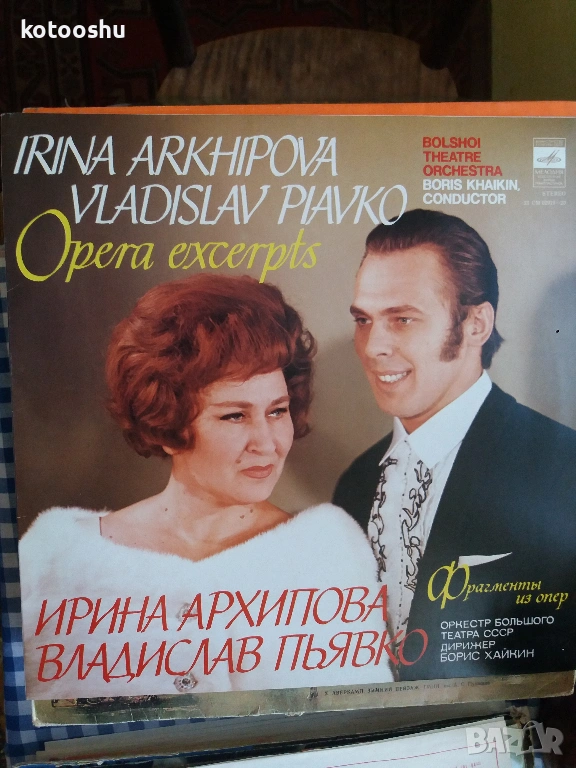 kotooshu
IRINA ARKHIPOVA
VLADISLAV PIAVKO
Opera excerpts
BOLSHOI
THEATRE
ORCHESTRA
BORIS KHAIKIN,
CONDUCTOR
Фрагменты
из опер
ОРКЕСТР БОЛЬШОГО
ТЕАТРА СССР
ДИРИЖЕР
БОРИС ХАЙКИН
ИРИНА АРХИПОВА
ВЛАДИСЛАВ ПЬЯВКО
BAZAR